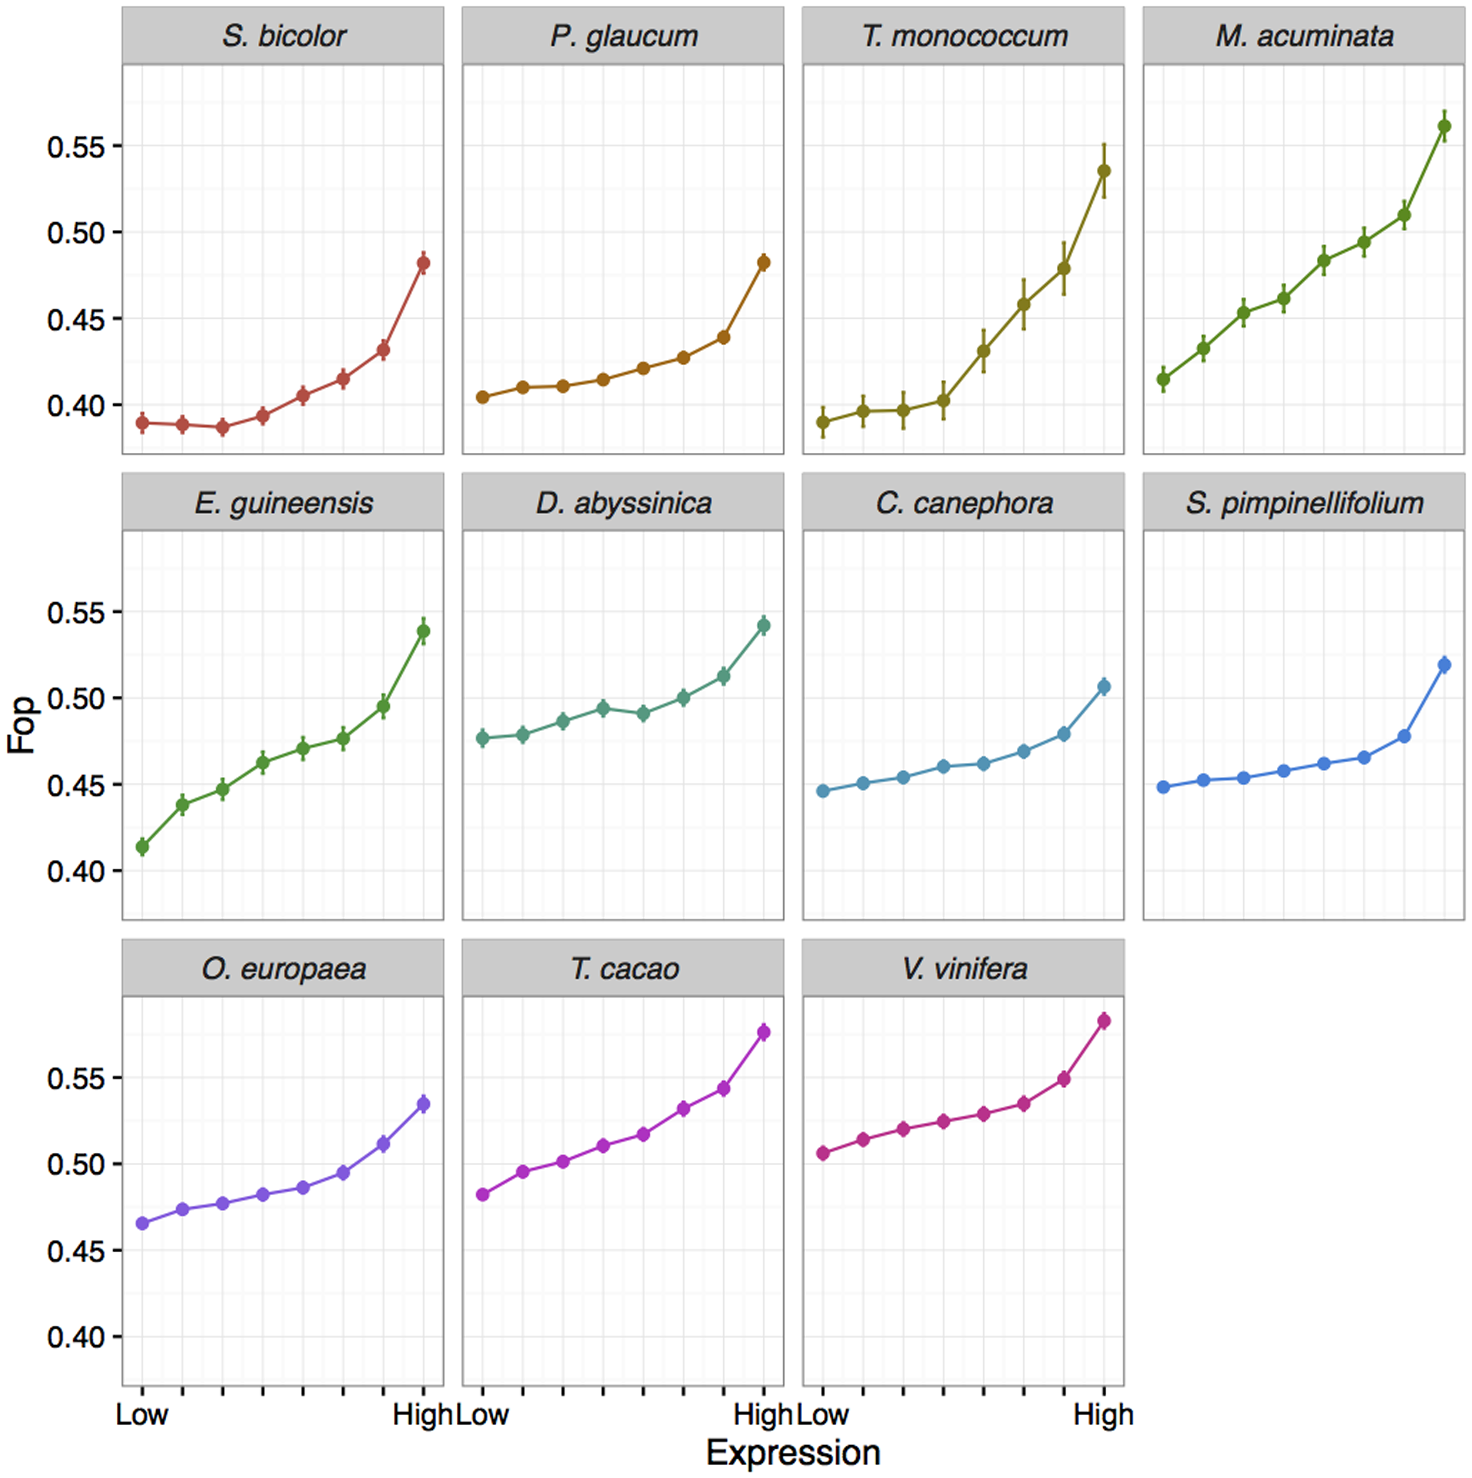 S. bicolor P. glaucum T. monococcum M. acuminata
0.55
0.50
0.45
0.40
E. guineensis D. abyssinica C. canephora S. pimpinellifolium
0.55
0.50
0.45
0.40
Fop
O. europaea T. cacao V. vinifera
0.55
0.50
0.45
0.40
Low High Low High Low High
Expression